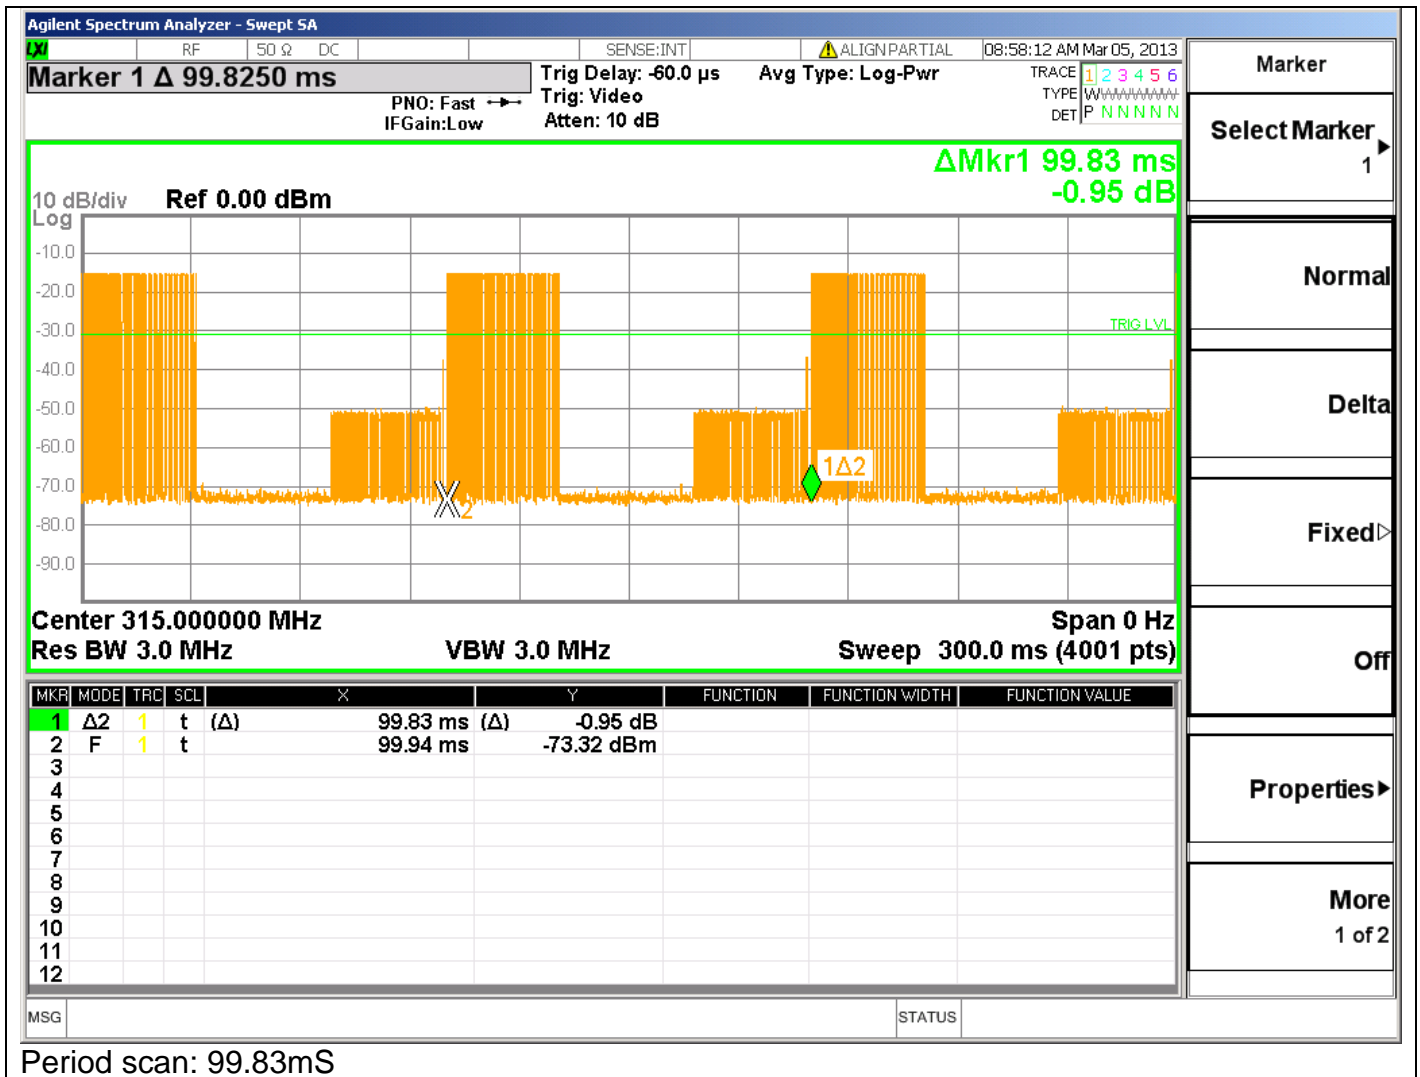 Agilent Spectrum Analyzer - Swept SA
LXI RF 50 Ω DC SENSE:INT ALIGN PARTIAL 08:58:12 AM Mar 05, 2013
Marker 1 Δ 99.8250 ms
PNO: Fast
IFGain:Low
Trig Delay: -60.0 µs
Trig: Video
Atten: 10 dB
Avg Type: Log-Pwr
TRACE 1 2 3 4 5 6
TYPE W
DET P N N N N N
ΔMkr1 99.83 ms
-0.95 dB
10 dB/div Ref 0.00 dBm
Log
-10.0
-20.0
-30.0
TRIG LVL
-40.0
-50.0
-60.0
-70.0
-80.0
-90.0
1Δ2
2
Center 315.000000 MHz Span 0 Hz
Res BW 3.0 MHz VBW 3.0 MHz Sweep 300.0 ms (4001 pts)
MKR MODE TRC SCL X Y FUNCTION FUNCTION WIDTH FUNCTION VALUE
1 Δ2 1 t (Δ) 99.83 ms (Δ) -0.95 dB
2 F 1 t 99.94 ms -73.32 dBm
3
4
5
6
7
8
9
10
11
12
MSG STATUS
Marker
Select Marker
1
Normal
Delta
Fixed
Off
Properties
More
1 of 2
Period scan: 99.83mS